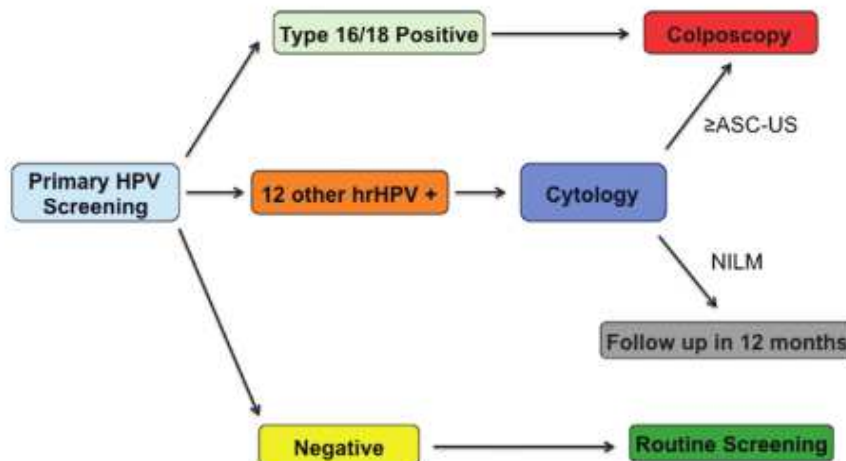 Type 16/18 Positive
Colposcopy
≥ASC-US
Primary HPV
Screening
12 other hrHPV +
Cytology
NILM
Follow up in 12 months
Negative
Routine Screening